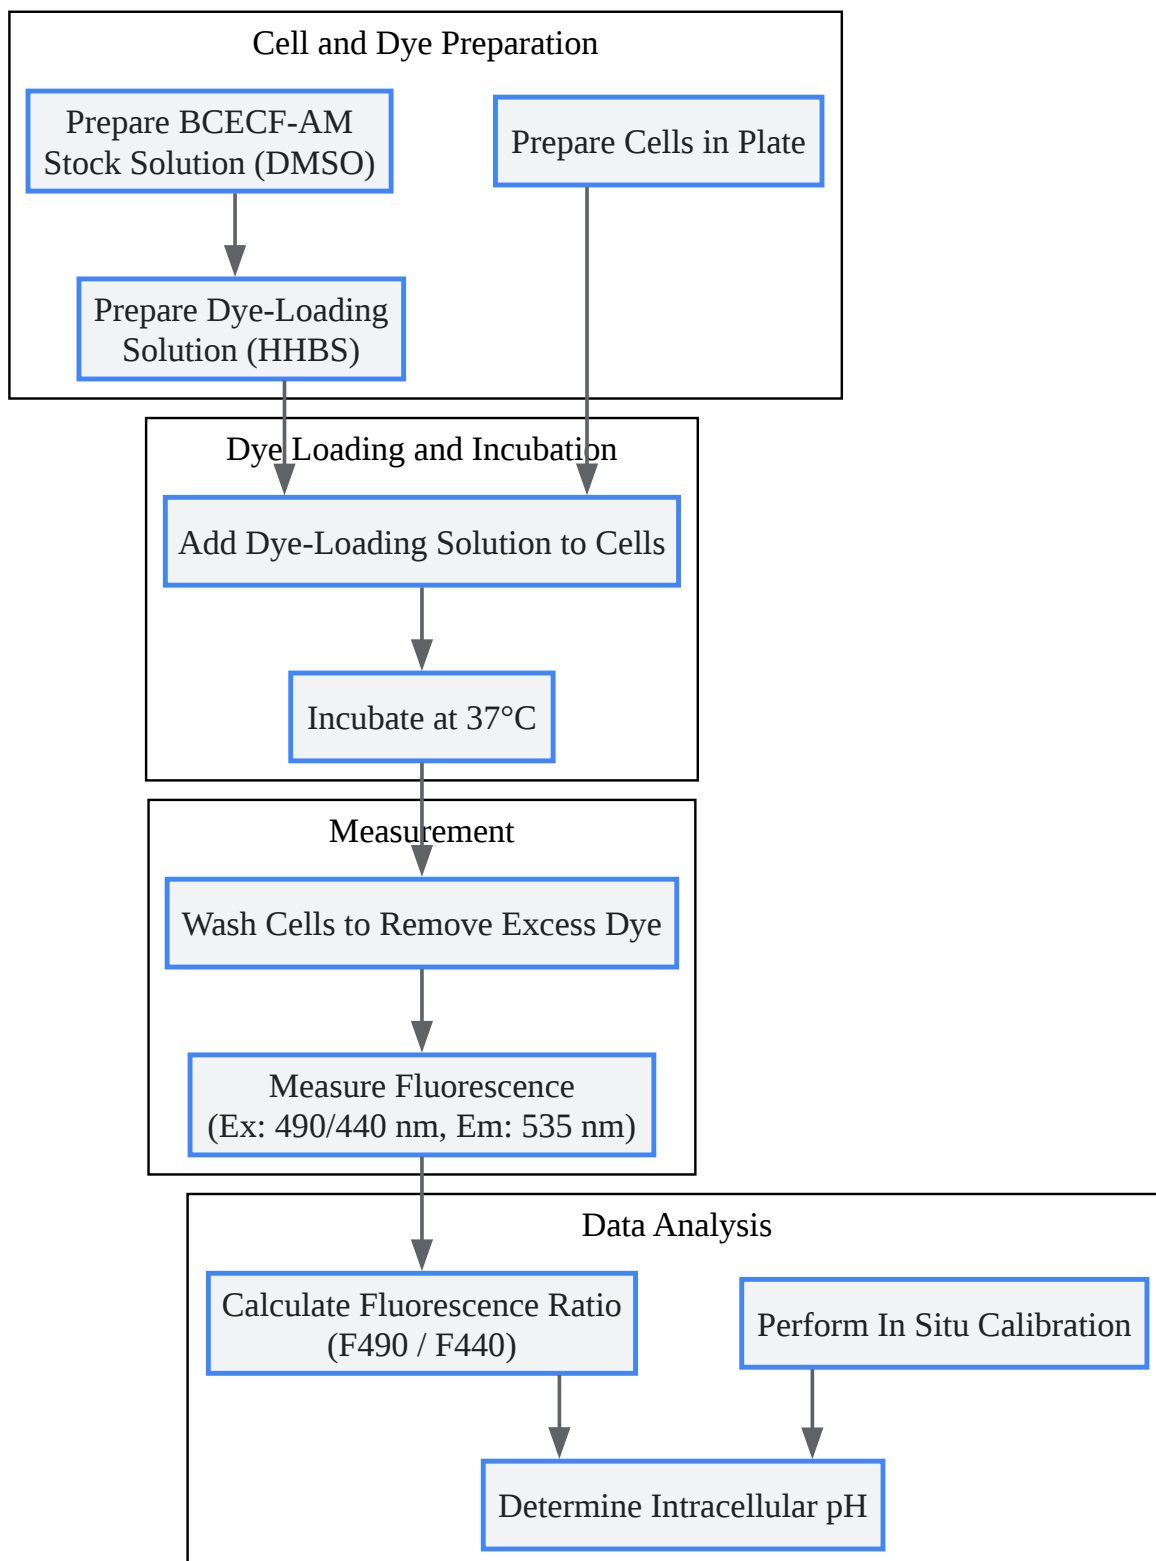 Cell and Dye Preparation
Prepare BCECF-AM
Stock Solution (DMSO)
Prepare Cells in Plate
Prepare Dye-Loading
Solution (HHBS)
Dye Loading and Incubation
Add Dye-Loading Solution to Cells
Incubate at 37°C
Measurement
Wash Cells to Remove Excess Dye
Measure Fluorescence
(Ex: 490/440 nm, Em: 535 nm)
Data Analysis
Calculate Fluorescence Ratio
(F490 / F440)
Perform In Situ Calibration
Determine Intracellular pH